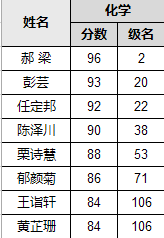 姓名 化学
分数 级名
郝 梁 96 2
彭芸 93 20
任定邦 92 22
陈泽川 90 38
栗诗慧 88 53
郁颜菊 86 71
王诣轩 84 106
黄芷珊 84 106